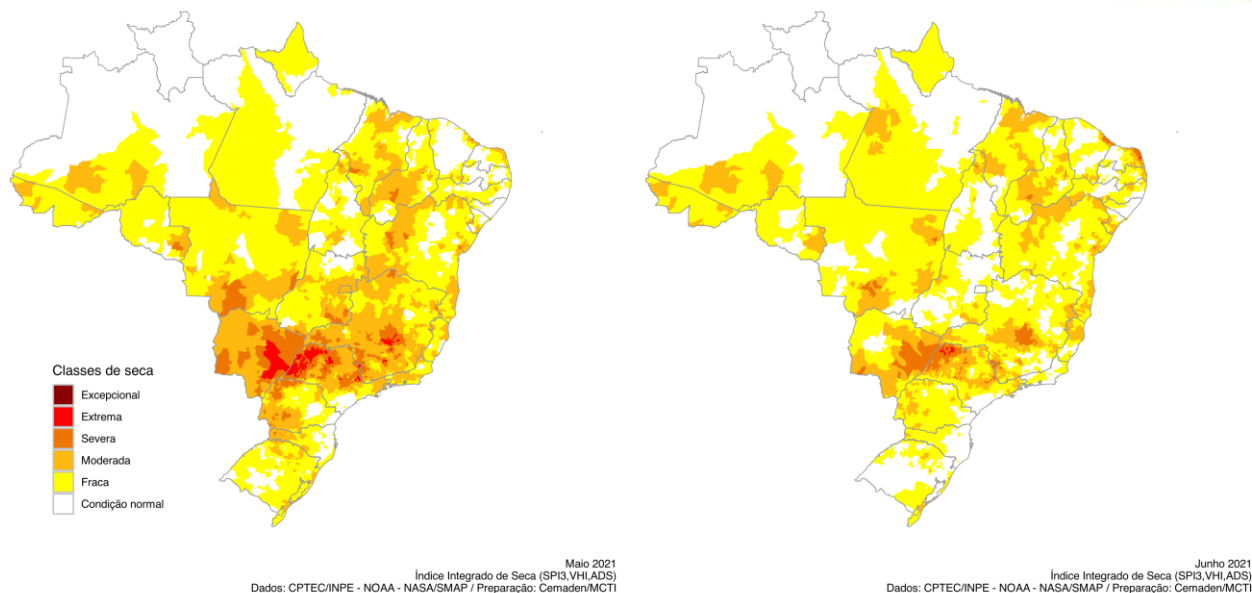 Classes de seca
Excepcional
Extrema
Severa
Moderada
Fraca
Condição normal
Maio 2021
Índice Integrado de Seca (SPI3,VHI,ADS)
Dados: CPTEC/INPE - NOAA - NASA/SMAP / Preparação: Cemaden/MCTI
Junho 2021
Índice Integrado de Seca (SPI3,VHI,ADS)
Dados: CPTEC/INPE - NOAA - NASA/SMAP / Preparação: Cemaden/MCTI